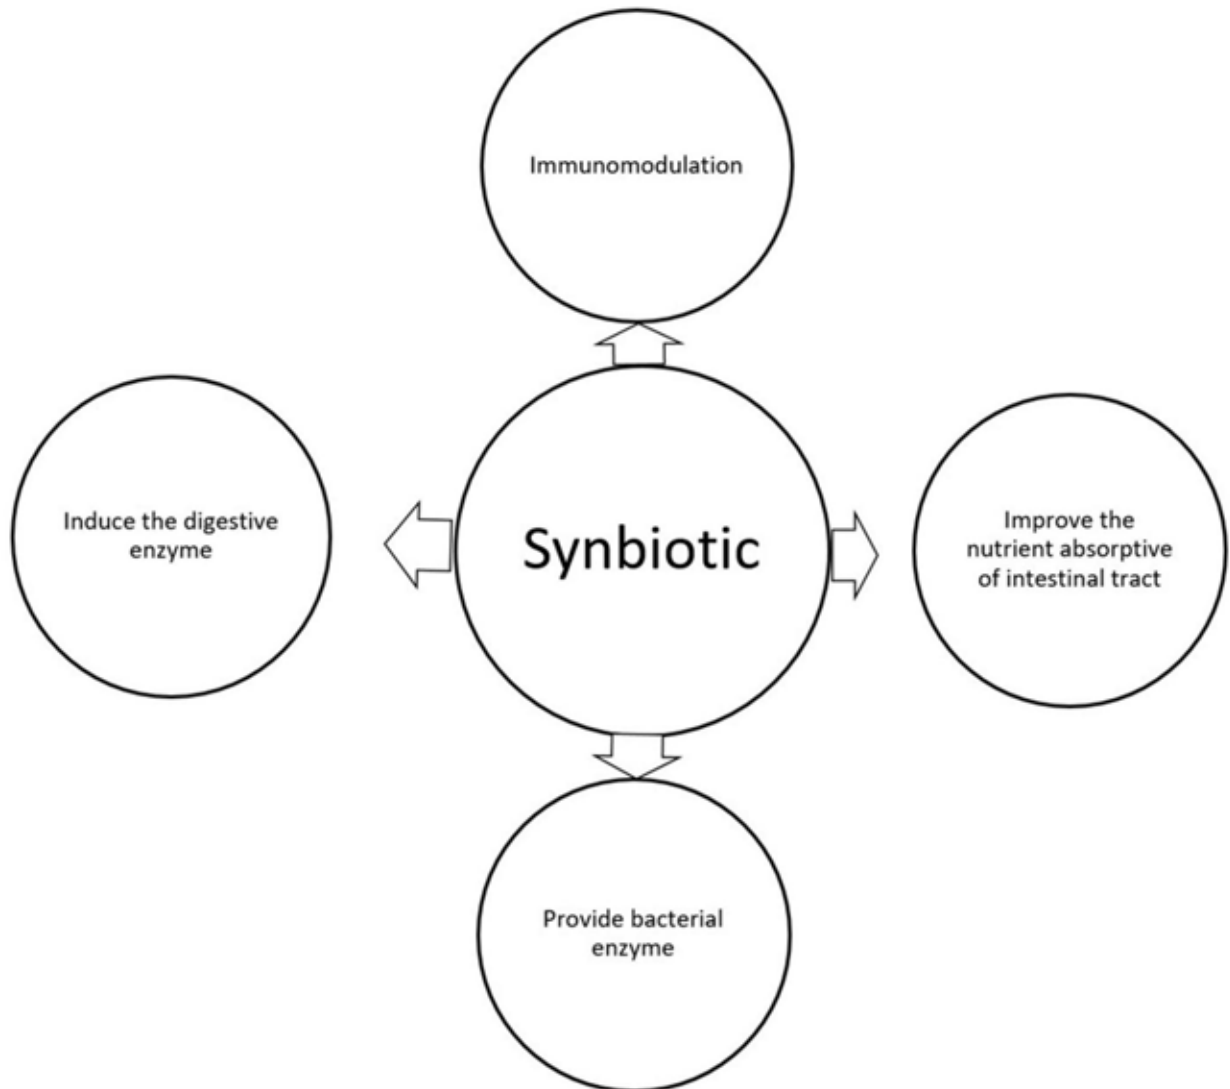 Immunomodulation
Induce the digestive
enzyme
Synbiotic
Improve the
nutrient absorptive
of intestinal tract
Provide bacterial
enzyme